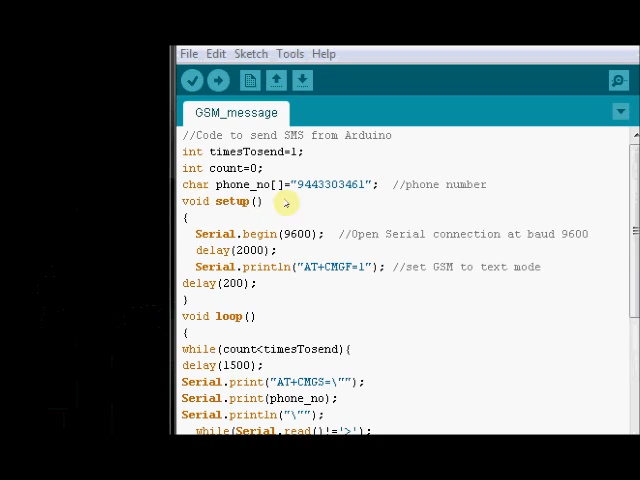 File Edit Sketch Tools Help
GSM_message
//Code to send SMS from Arduino
int timesTosend=1;
int count=0;
char phone_no[]="9443303461";  //phone number
void setup()
{
  Serial.begin(9600);  //Open Serial connection at baud 9600
  delay(2000);
  Serial.println("AT+CMGF=1"); //set GSM to text mode
delay(200);
}
void loop()
{
while(count<timesTosend){
delay(1500);
Serial.print("AT+CMGS=\"");
Serial.print(phone_no);
Serial.println("\"");
  while(Serial.read()!='>');